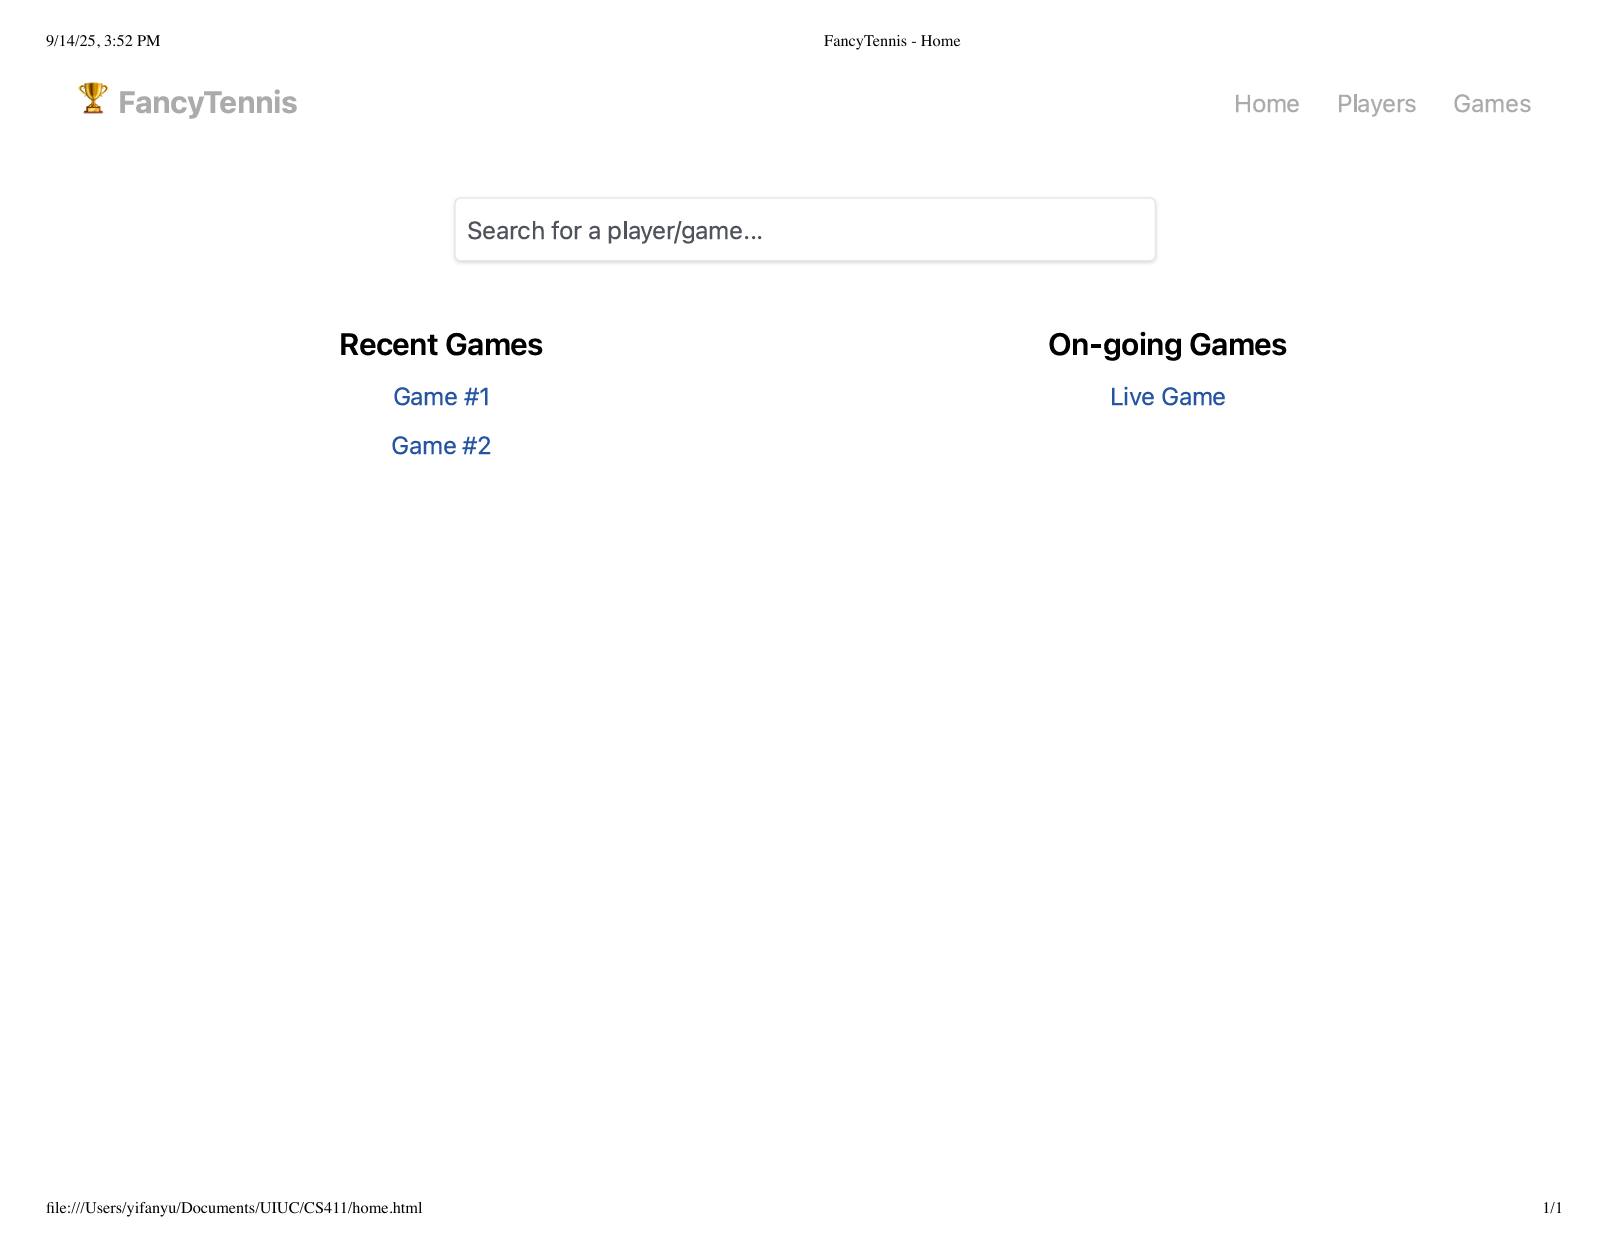 9/14/25, 3:52 PM FancyTennis - Home
🏆 FancyTennis Home Players Games
Search for a player/game...
Recent Games
Game #1
Game #2
On-going Games
Live Game
file:///Users/yifanyu/Documents/UIUC/CS411/home.html 1/1